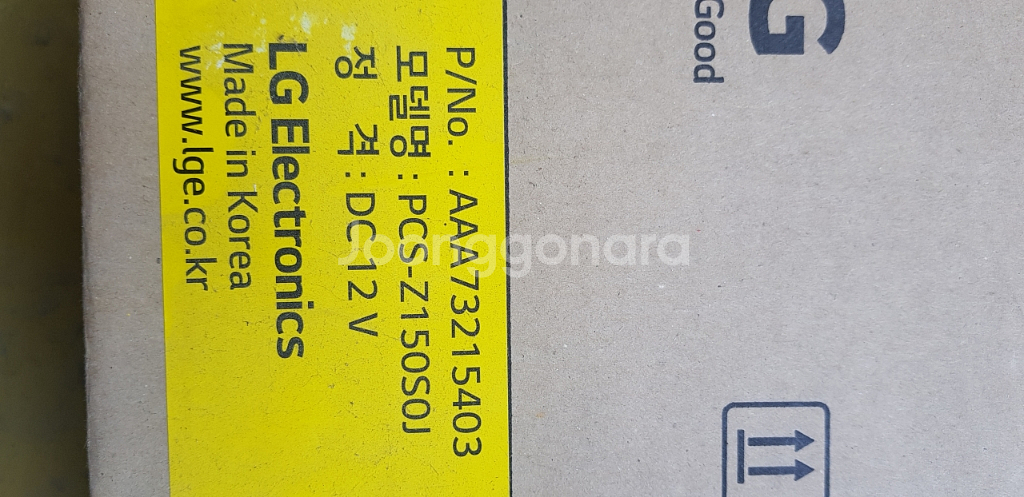 P/No. : AAA73215403
모델명 : PCS-Z150S0J
정 격 : DC 12 V
LG Electronics
Made in Korea
www.lge.co.kr
G
Good
Joonggonara